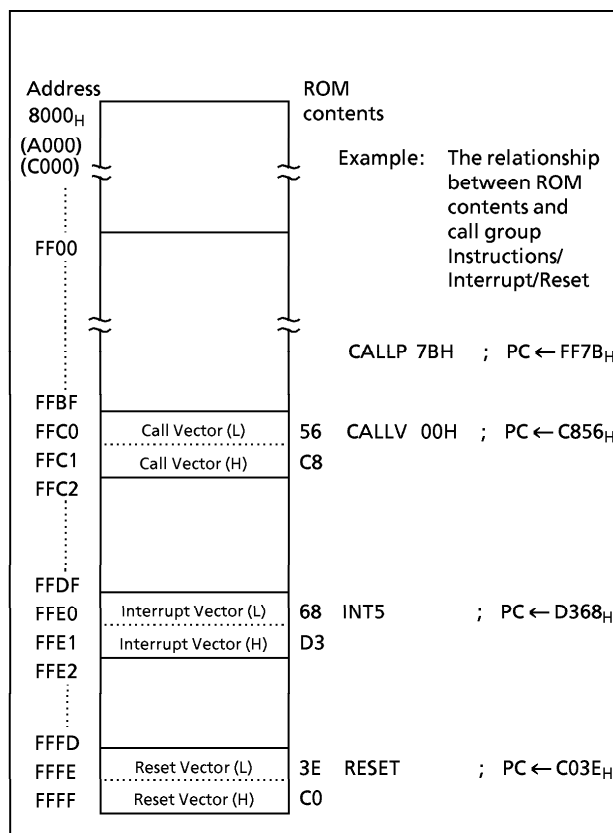 Address ROM
8000H contents
(A000)
(C000) Example: The relationship
between ROM
contents and
FF00 call group
Instructions/
Interrupt/Reset
CALLP 7BH ; PC ← FF7BH
FFBF
FFC0 Call Vector (L) 56 CALLV 00H ; PC ← C856H
FFC1 Call Vector (H) C8
FFC2
FFDF
FFE0 Interrupt Vector (L) 68 INT5 ; PC ← D368H
FFE1 Interrupt Vector (H) D3
FFE2
FFFD
FFFE Reset Vector (L) 3E RESET ; PC ← C03EH
FFFF Reset Vector (H) C0